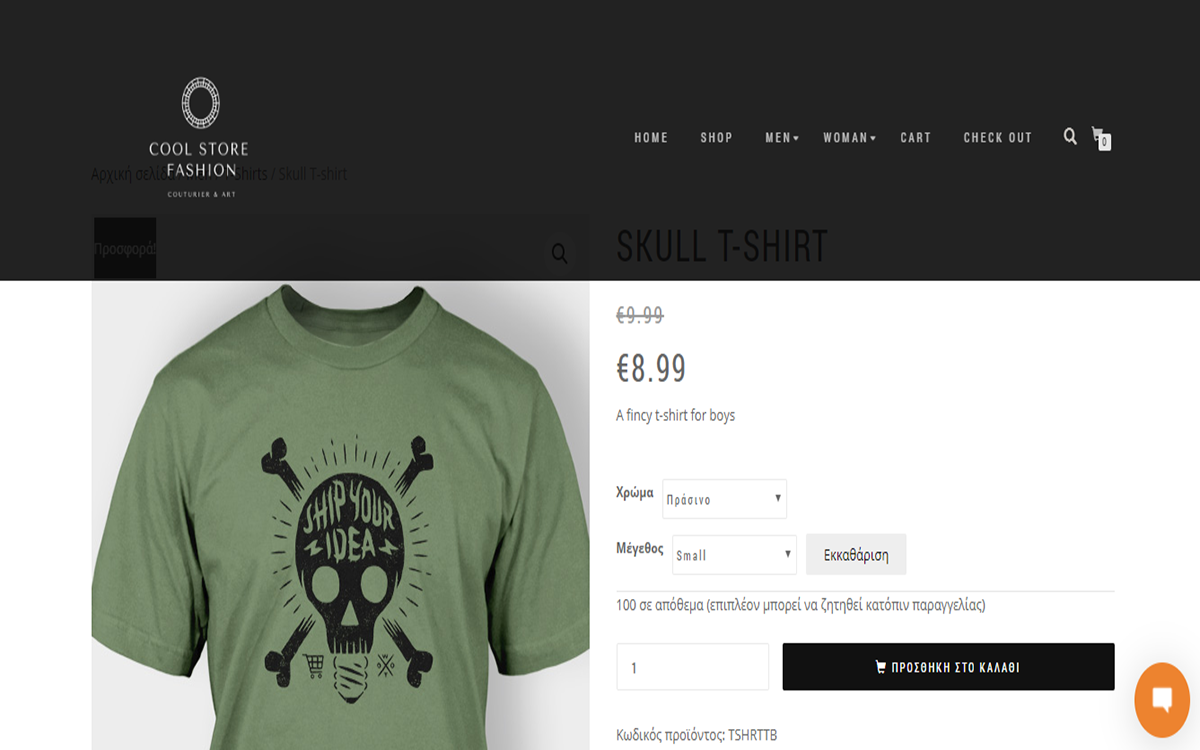 COOL STORE
FASHION
COUTURIER & ART
HOME SHOP MEN WOMAN CART CHECK OUT
0
Αρχική σελίδα / Men / T-Shirts / Skull T-shirt
Προσφορά!
SKULL T-SHIRT
€9.99
€8.99
A fincy t-shirt for boys
Χρώμα Πράσινο
Μέγεθος Small Εκκαθάριση
100 σε απόθεμα (επιπλέον μπορεί να ζητηθεί κατόπιν παραγγελίας)
1 ΠΡΟΣΘΗΚΗ ΣΤΟ ΚΑΛΑΘΙ
Κωδικός προϊόντος: TSHRTTB
SHIP YOUR
IDEA